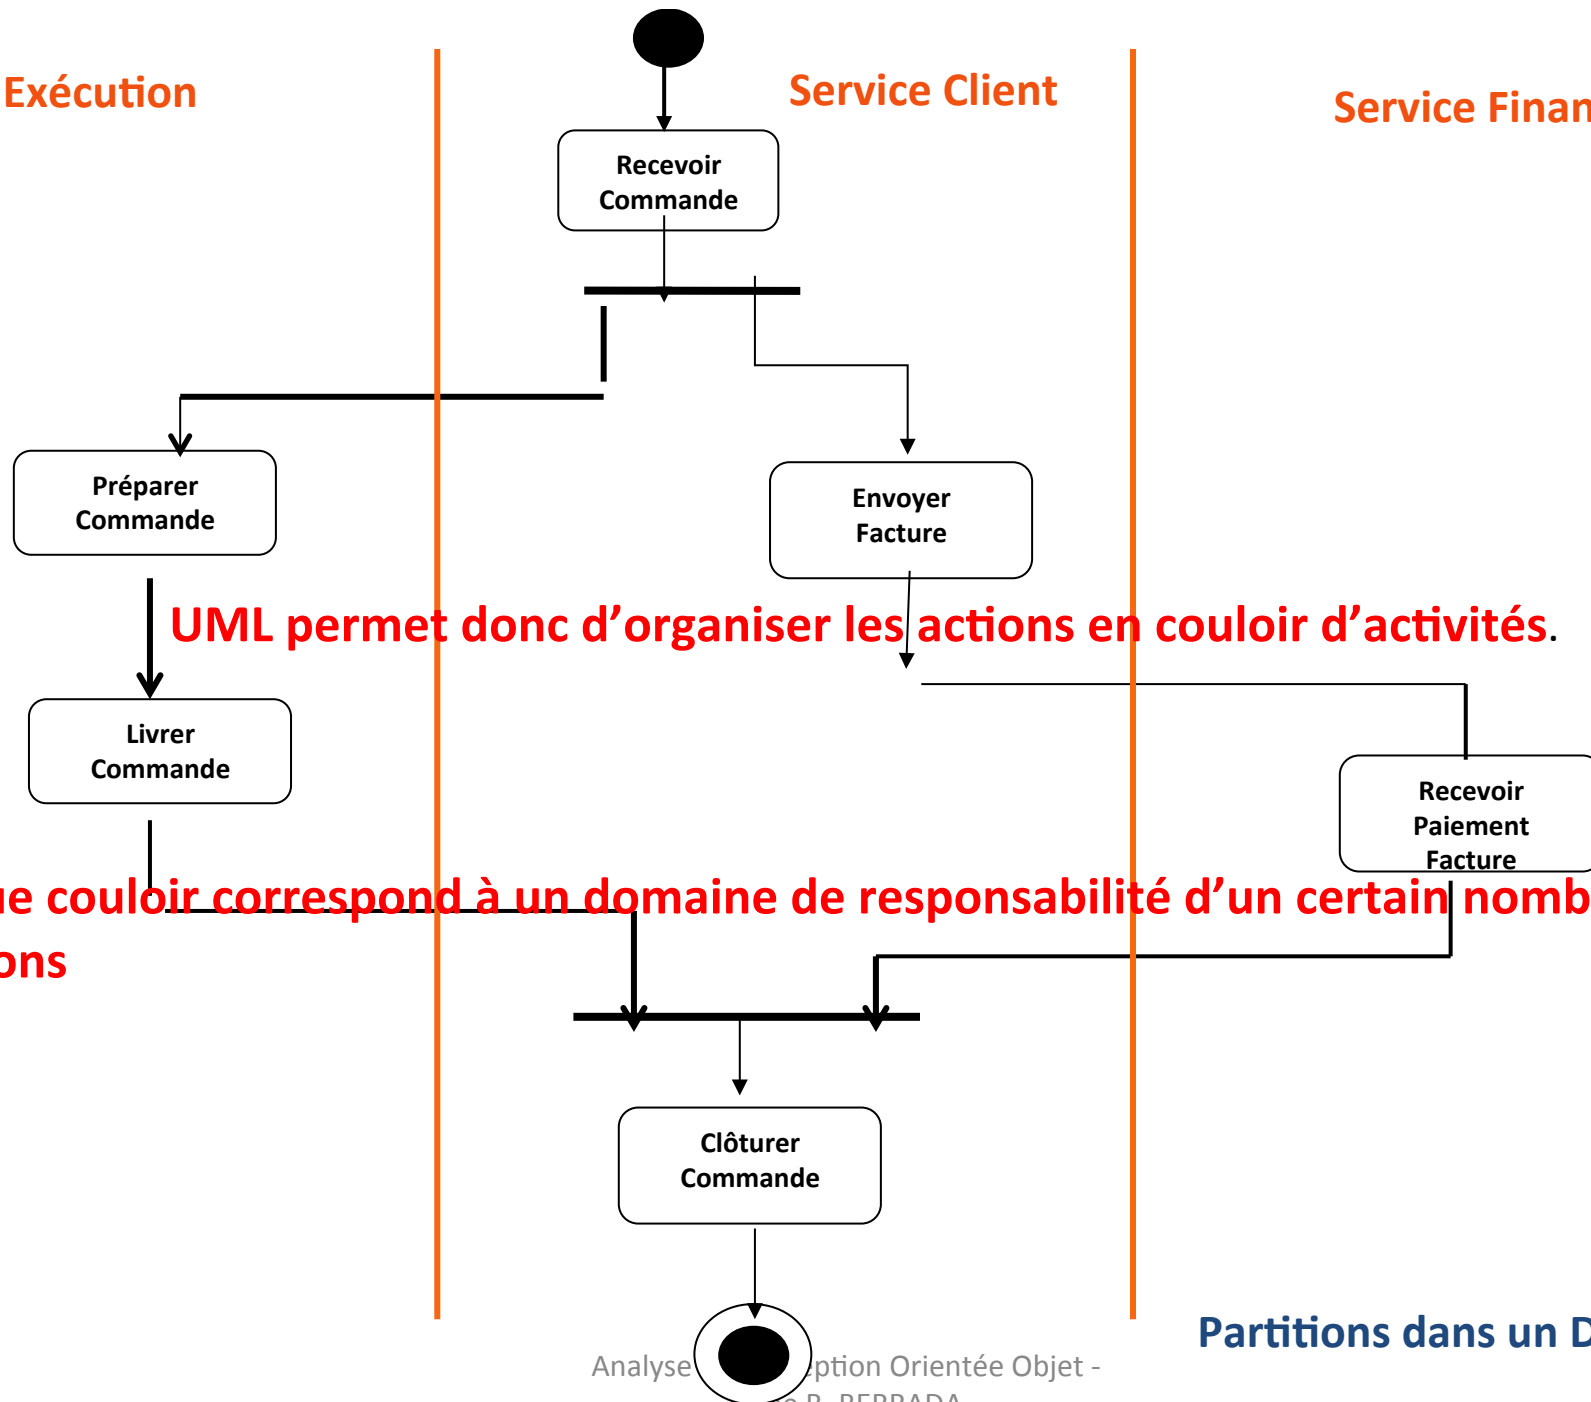 Exécution
Service Client
Service Finan
Recevoir
Commande
Préparer
Commande
Envoyer
Facture
UML permet donc d’organiser les actions en couloir d’activités.
Livrer
Commande
Recevoir
Paiement
Facture
ue couloir correspond à un domaine de responsabilité d’un certain nomb
ons
Clôturer
Commande
Partitions dans un D
Analyse eption Orientée Objet -
B. BERRADA